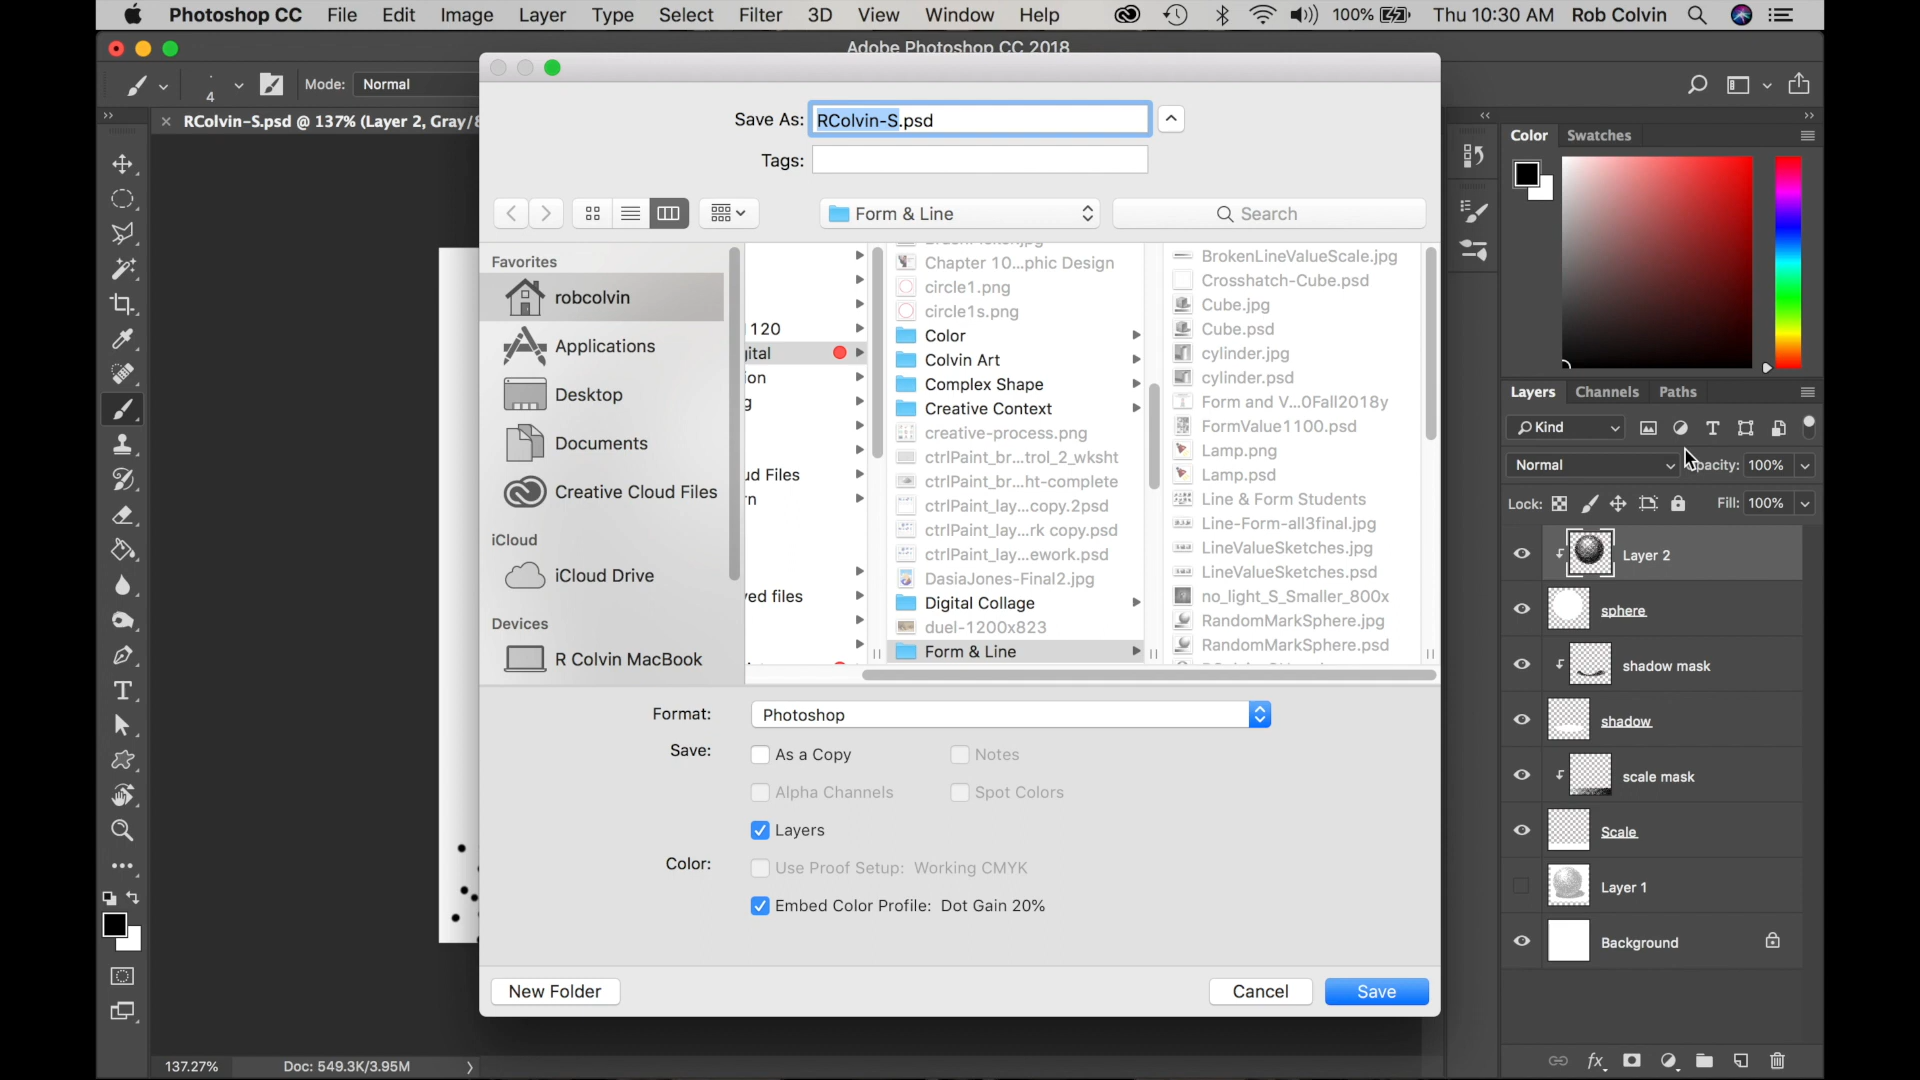 Photoshop CC File Edit Image Layer Type Select Filter 3D View Window Help 100% Thu 10:30 AM Rob Colvin
Adobe Photoshop CC 2018
4 Mode: Normal
RColvin-S.psd @ 137% (Layer 2, Gray/8
Save As: RColvin-S.psd
Tags:
Form & Line
Search
Favorites
robcolvin
Applications
Desktop
Documents
Creative Cloud Files
iCloud
iCloud Drive
Devices
R Colvin MacBook
1120
ital
ion
g
ud Files
rn
ved files
Chapter 10...phic Design
circle1.png
circle1s.png
Color
Colvin Art
Complex Shape
Creative Context
creative-process.png
ctrlPaint_br...trol_2_wksht
ctrlPaint_br...ht-complete
ctrlPaint_lay...copy.2psd
ctrlPaint_lay...rk copy.psd
ctrlPaint_lay...ework.psd
DasiaJones-Final2.jpg
Digital Collage
duel-1200x823
Form & Line
BrokenLineValueScale.jpg
Crosshatch-Cube.psd
Cube.jpg
Cube.psd
cylinder.jpg
cylinder.psd
Form and V...0Fall2018y
FormValue1100.psd
Lamp.png
Lamp.psd
Line & Form Students
Line-Form-all3final.jpg
LineValueSketches.jpg
LineValueSketches.psd
no_light_S_Smaller_800x
RandomMarkSphere.jpg
RandomMarkSphere.psd
Format: Photoshop
Save: As a Copy Notes
Alpha Channels Spot Colors
Layers
Color: Use Proof Setup: Working CMYK
Embed Color Profile: Dot Gain 20%
New Folder Cancel Save
137.27% Doc: 549.3K/3.95M
Color Swatches
Layers Channels Paths
Kind
Normal pacity: 100%
Lock: Fill: 100%
Layer 2
sphere
shadow mask
shadow
scale mask
Scale
Layer 1
Background
fx